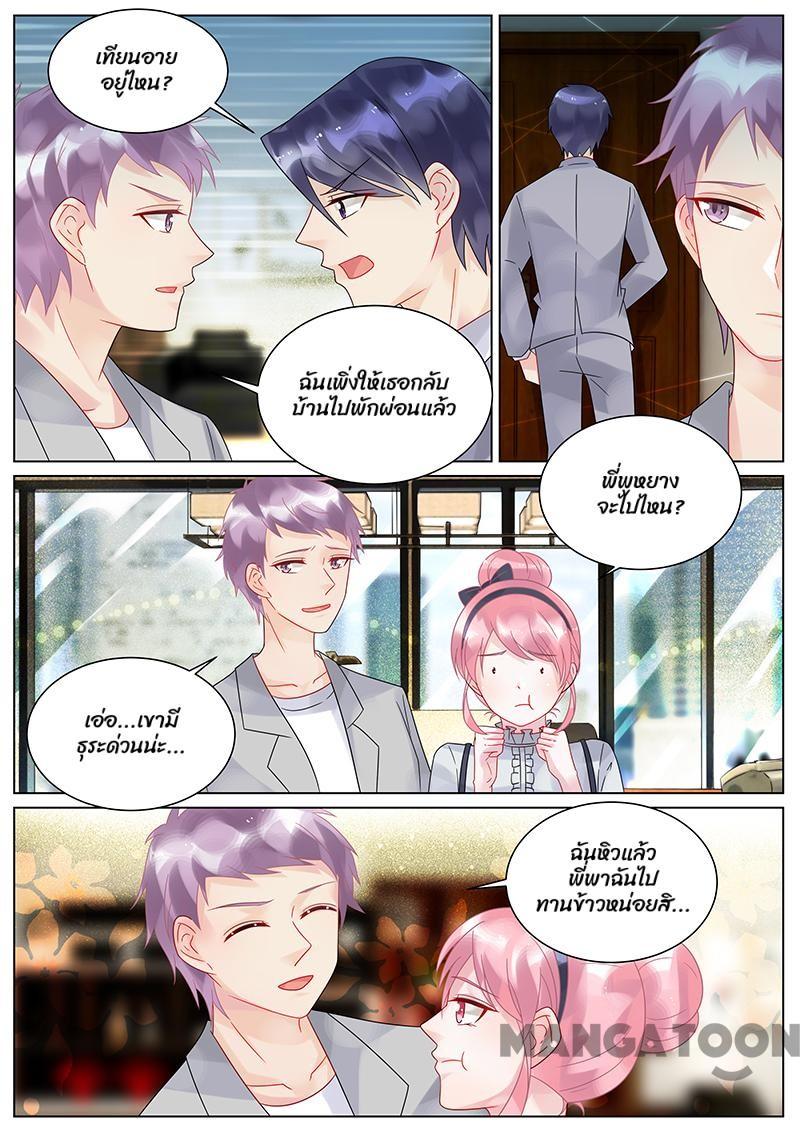 เทียนอาย
อยู่ไหน?
ฉันเพิ่งให้เธอกลับ
บ้านไปพักผ่อนแล้ว
พี่พูหยาง
จะไปไหน?
เอ่อ...เขามี
ธุระด่วนน่ะ...
ฉันหิวแล้ว
พี่พาฉันไป
ทานข้าวหน่อยสิ...
MANGATOON